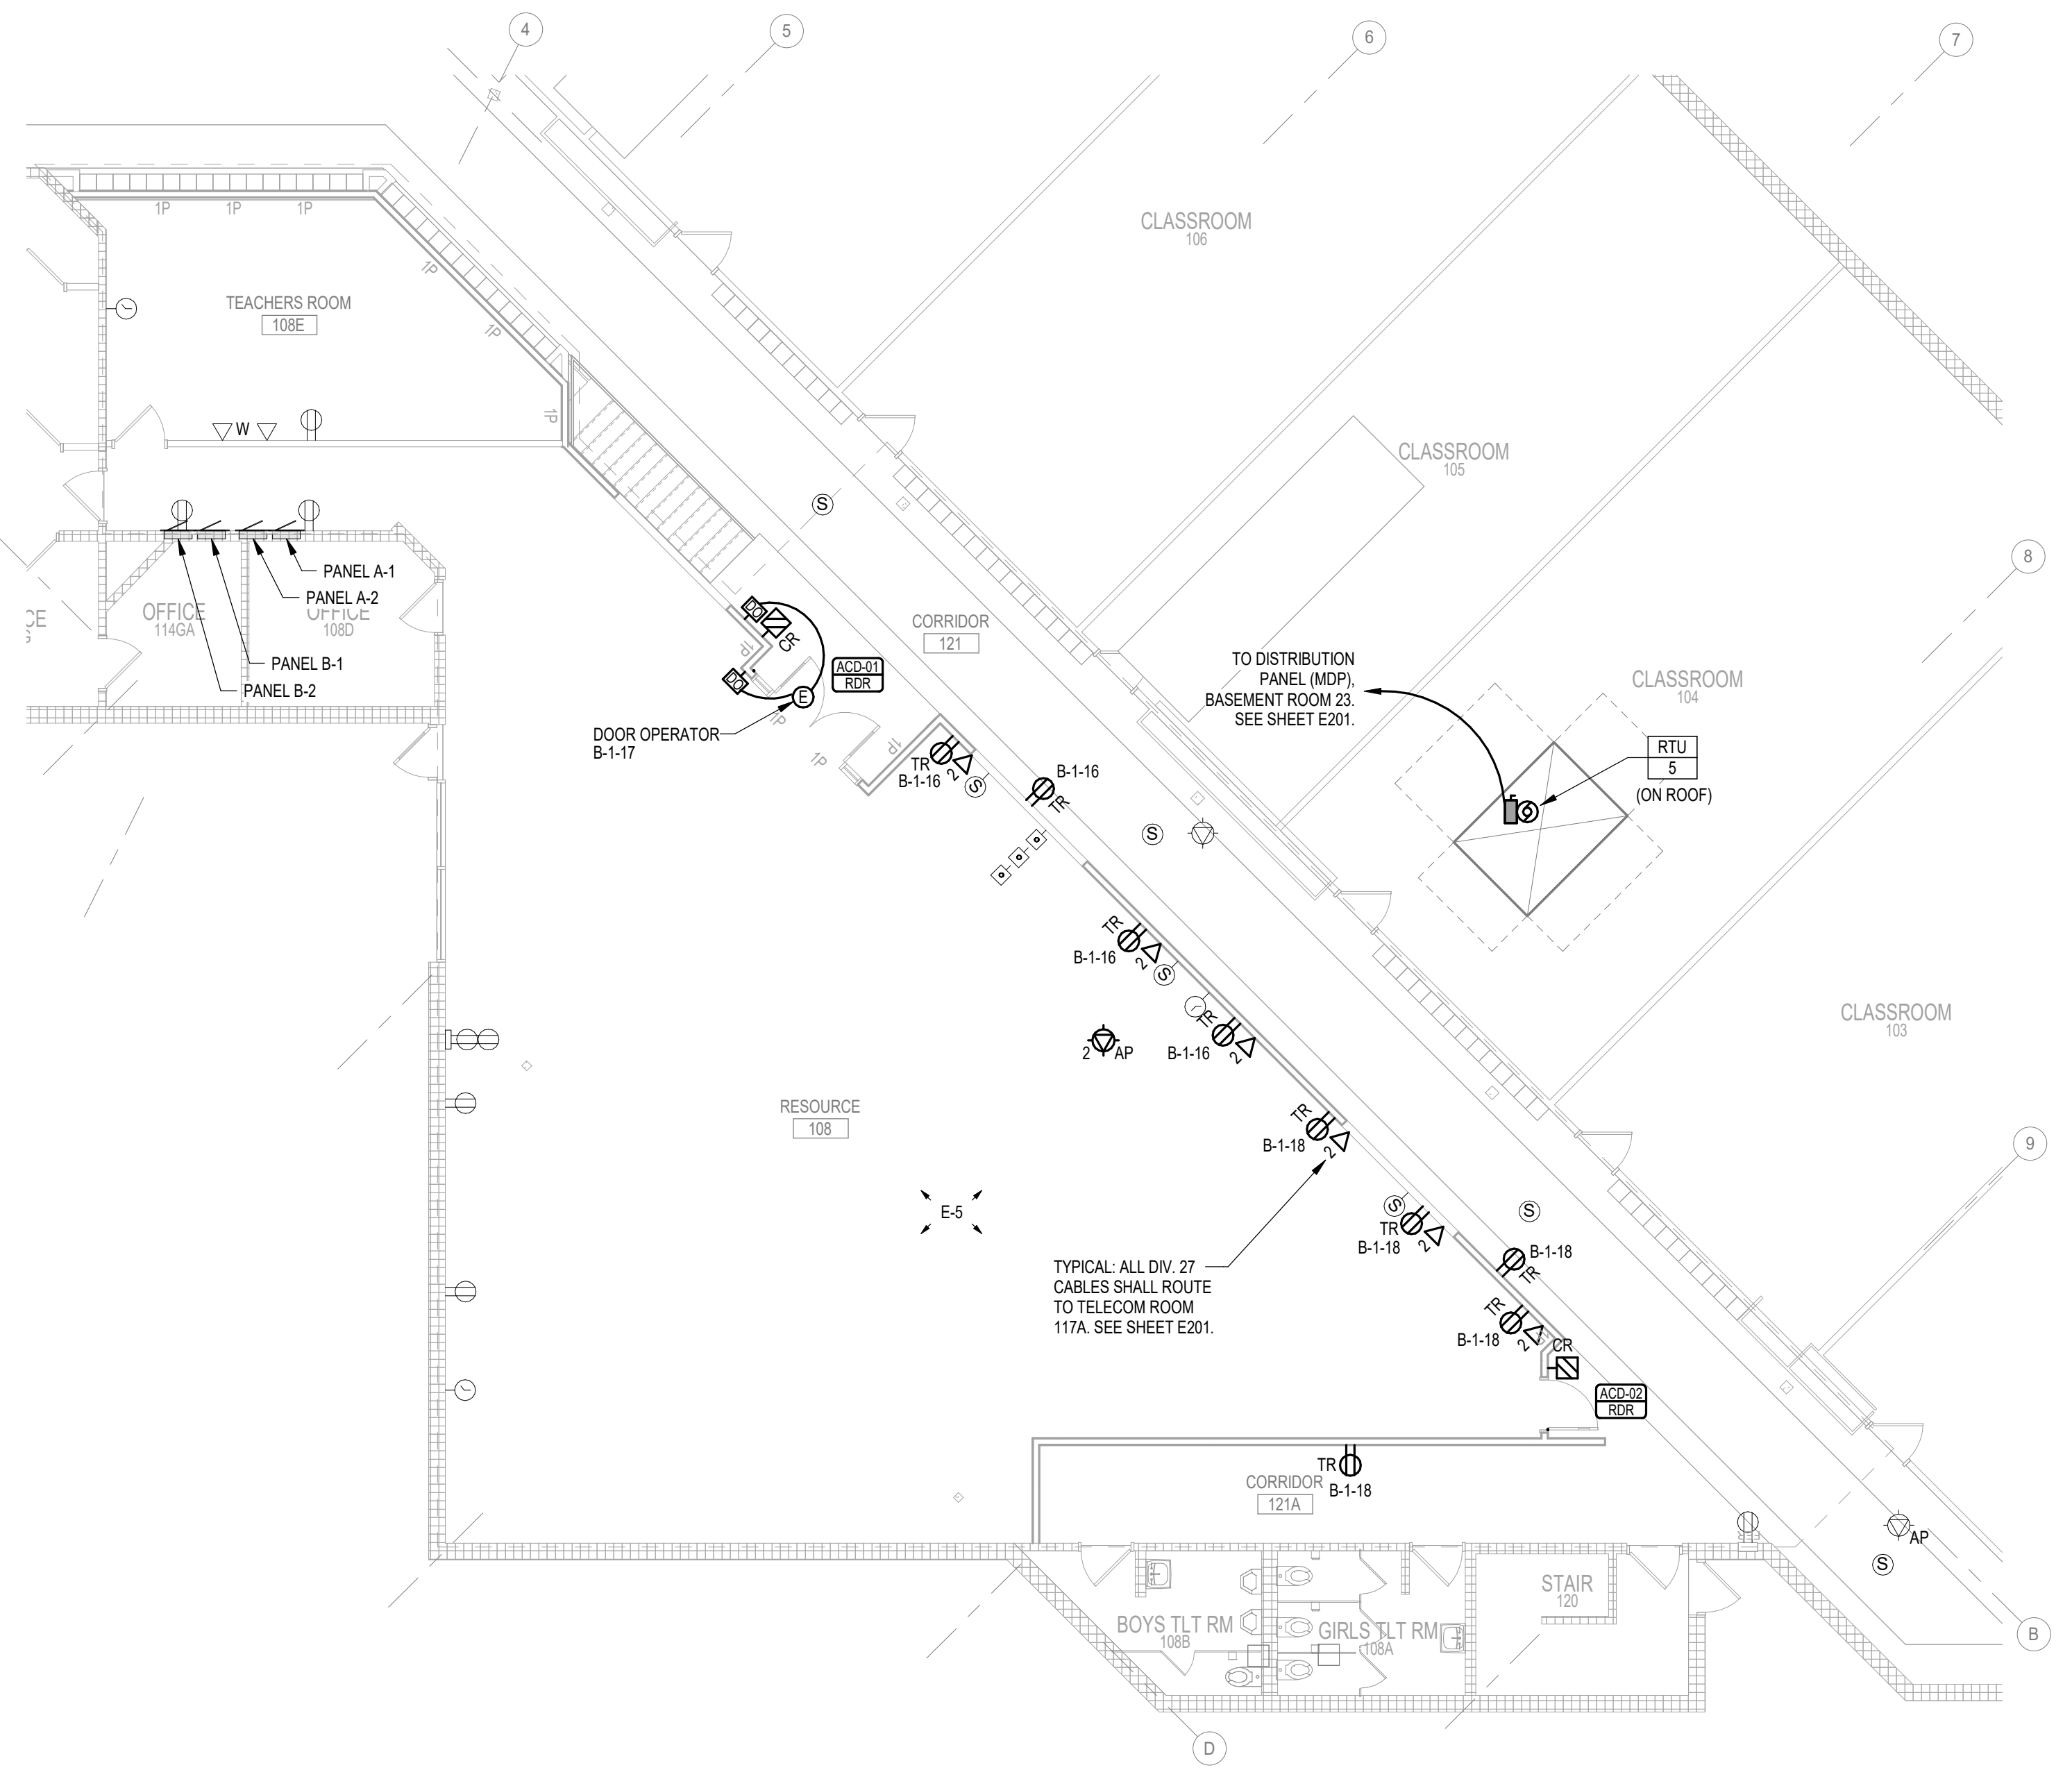 4
5
6
7
1P 1P 1P
1P
1P
1P
TEACHERS ROOM
108E
W
CLASSROOM
106
CLASSROOM
105
S
8
PANEL A-1
PANEL A-2
PANEL B-1
PANEL B-2
OFFICE
114GA
OFFICE
108D
DO
CR
1P
DO
E
1P
ACD-01
RDR
DOOR OPERATOR
B-1-17
1P
1P
CORRIDOR
121
TO DISTRIBUTION
PANEL (MDP),
BASEMENT ROOM 23.
SEE SHEET E201.
CLASSROOM
104
RTU
5
(ON ROOF)
TR
B-1-16
2
S
B-1-16
TR
S
TR
B-1-16
2
S
TR
B-1-16
2
2
AP
CLASSROOM
103
RESOURCE
108
TR
B-1-18
2
9
E-5
S
TR
B-1-18
2
S
B-1-18
TR
TYPICAL: ALL DIV. 27
CABLES SHALL ROUTE
TO TELECOM ROOM
117A. SEE SHEET E201.
TR
B-1-18
2
CR
ACD-02
RDR
TR
B-1-18
CORRIDOR
121A
AP
S
STAIR
120
BOYS TLT RM
108B
GIRLS TLT RM
108A
B
D